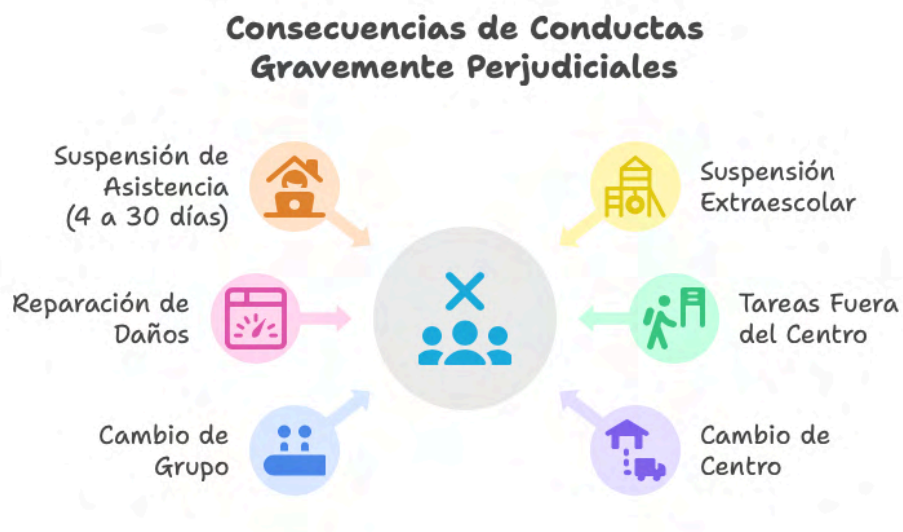 Consecuencias de Conductas
Gravemente Perjudiciales
Suspensión de
Asistencia
(4 a 30 días)
Suspensión
Extraescolar
Reparación de
Daños
Tareas Fuera
del Centro
Cambio de
Grupo
Cambio de
Centro